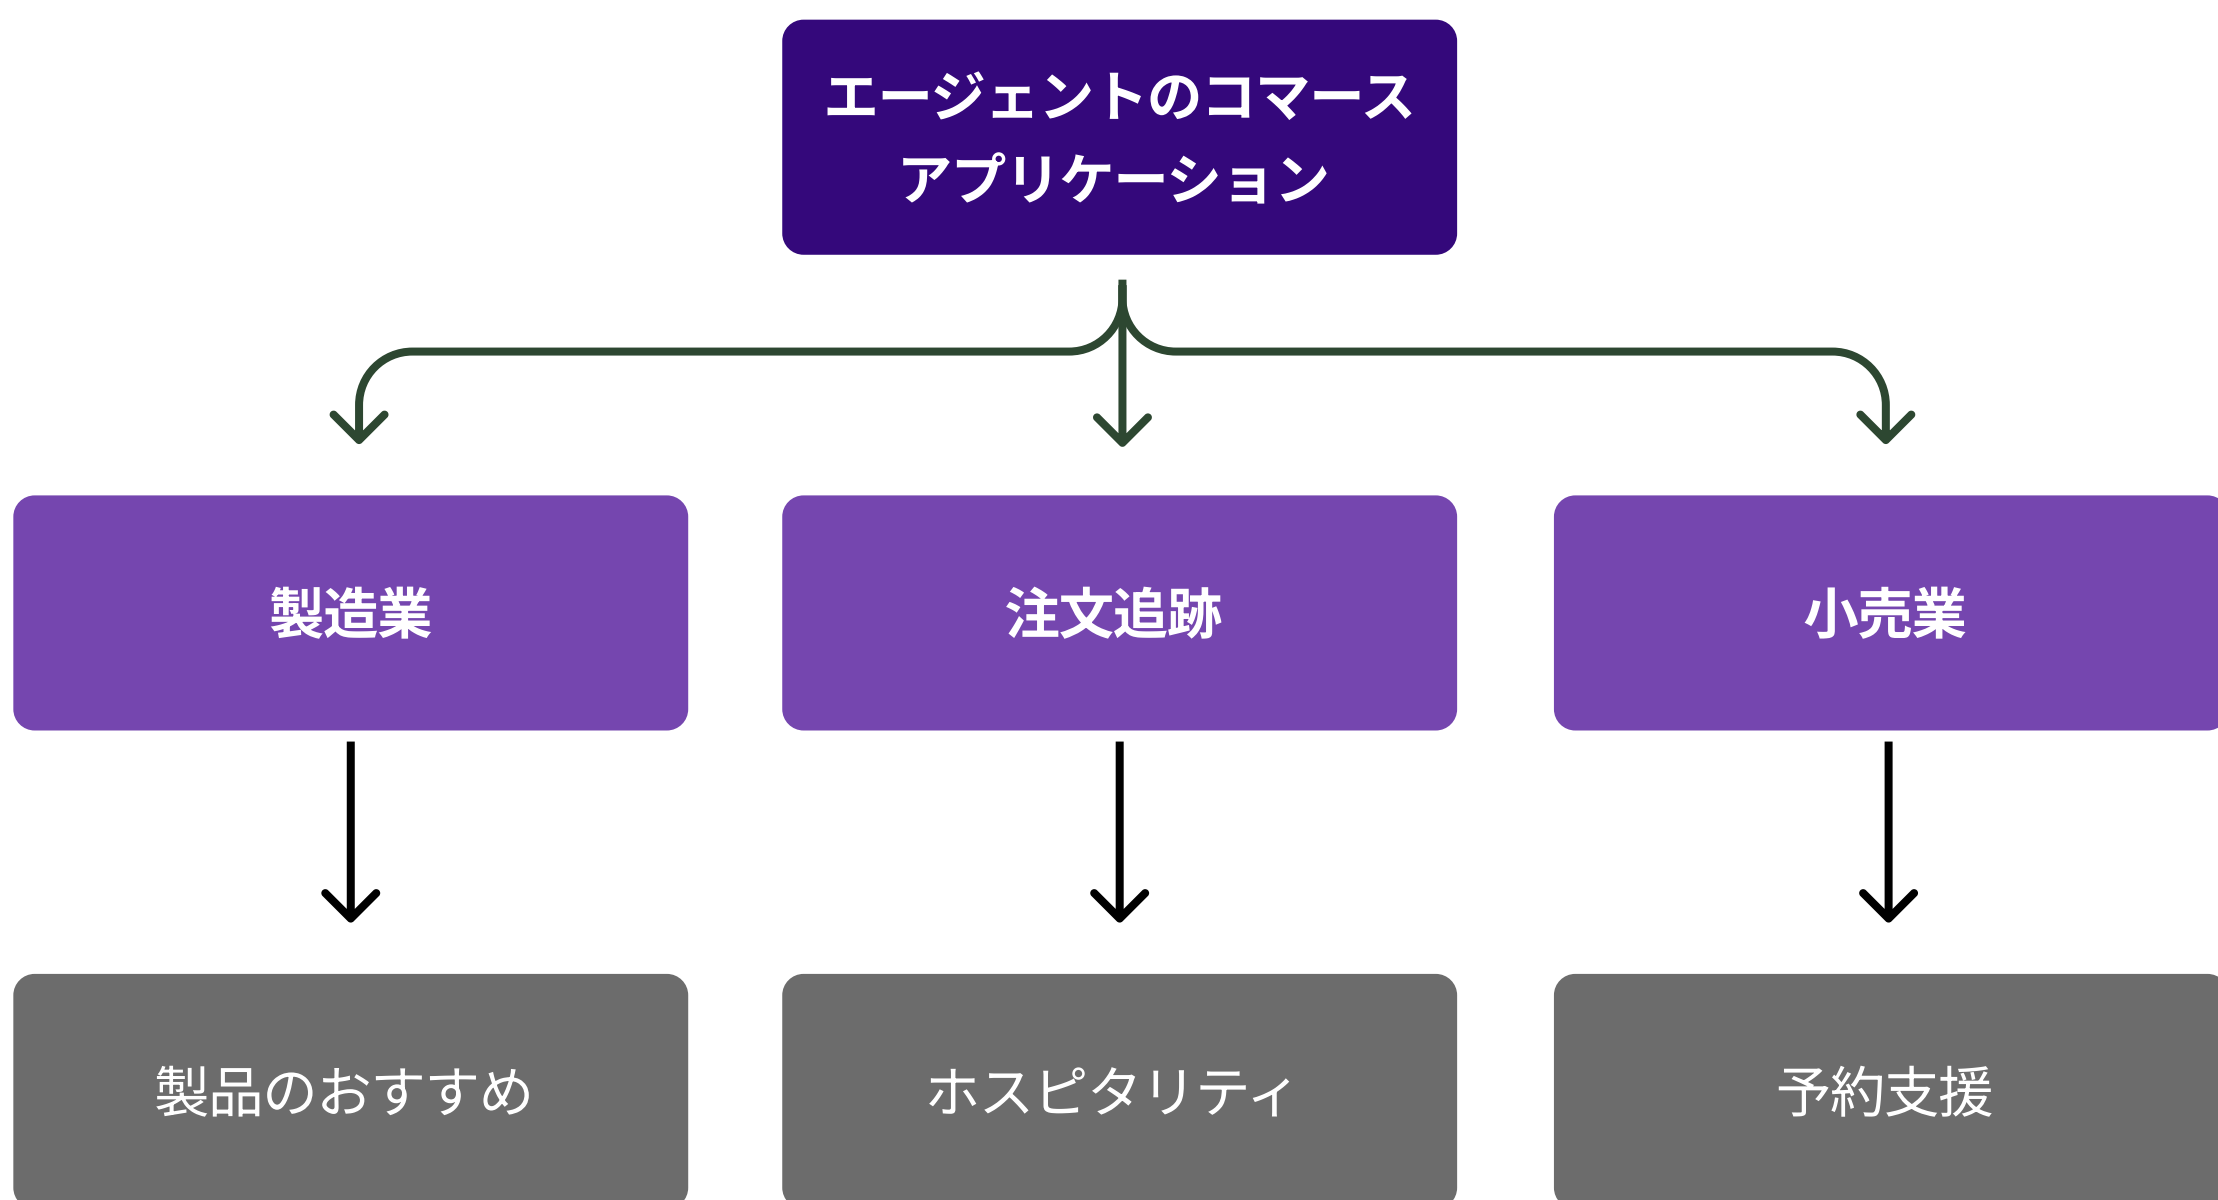 エージェントのコマース
アプリケーション
製造業
注文追跡
小売業
製品のおすすめ
ホスピタリティ
予約支援